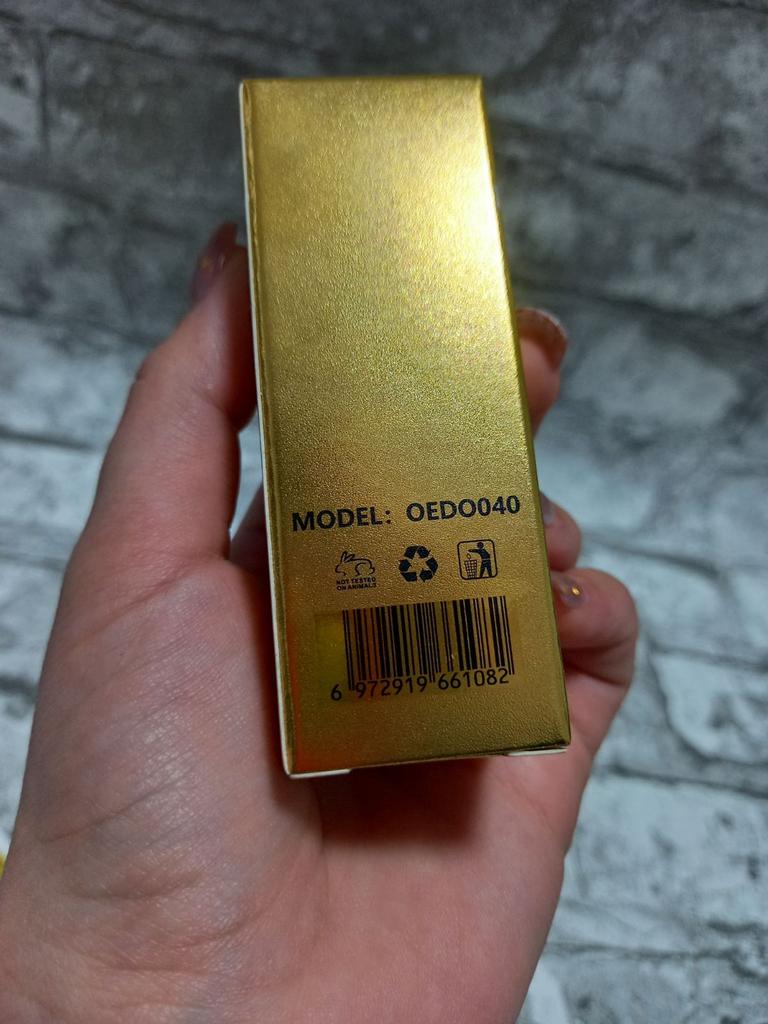 MODEL: OEDO040
NOT TESTED
ON ANIMALS
6 972919 661082